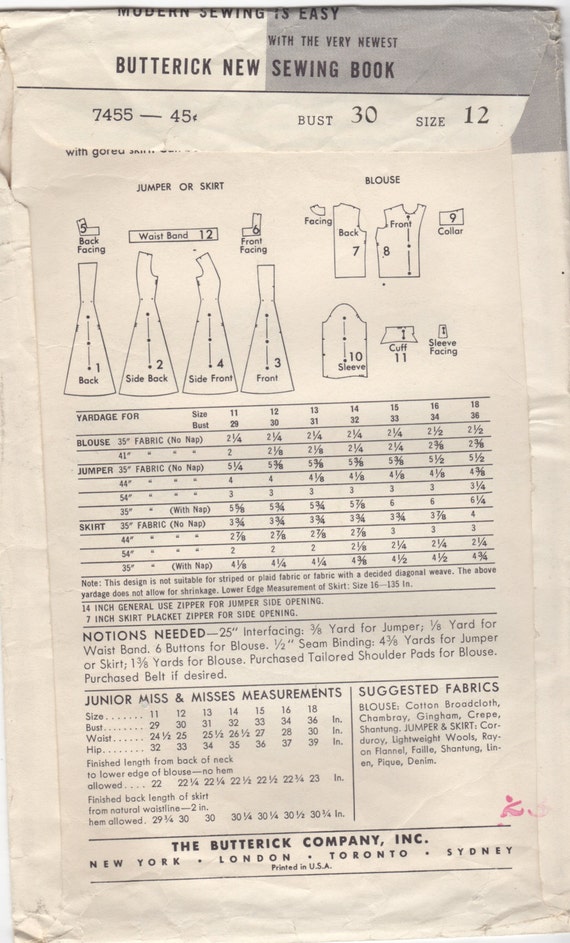 MODERN SEWING IS EASY
WITH THE VERY NEWEST
BUTTERICK NEW SEWING BOOK
7455 — 45¢ BUST 30 SIZE 12
with gored
JUMPER OR SKIRT BLOUSE
5 Back Facing
Waist Band 12
6 Front Facing
Facing
Back 7
Front 8
9 Collar
1 Back
2 Side Back
4 Side Front
3 Front
10 Sleeve
Cuff 11
Sleeve Facing
YARDAGE FOR Size 11 12 13 14 15 16 18
Bust 29 30 31 32 33 34 36
BLOUSE 35" FABRIC (No Nap) 2¼ 2¼ 2¼ 2¼ 2¼ 2½ 2½
41" " " " 2 2⅛ 2⅛ 2¼ 2¼ 2⅜ 2⅜
JUMPER 35" FABRIC (No Nap) 5¼ 5⅜ 5⅜ 5⅜ 5⅜ 5½ 5½
44" " " " 4 4 4⅛ 4⅛ 4⅛ 4⅛ 4⅜
54" " " " 3 3 3 3 3 3 3¼
35" " (With Nap) 5⅝ 5¾ 5¾ 5⅞ 6 6 6¼
SKIRT 35" FABRIC (No Nap) 3¾ 3¾ 3¾ 3¾ 3¾ 3⅞ 4
44" " " " 2⅞ 2⅞ 2⅞ 2⅞ 3 3 3
54" " " " 2 2 2 2⅛ 2¼ 2¼ 2¼
35" " (With Nap) 4⅛ 4¼ 4¼ 4⅜ 4½ 4½ 4¾
Note: This design is not suitable for striped or plaid fabric or fabric with a decided diagonal weave. The above
yardage does not allow for shrinkage. Lower Edge Measurement of Skirt: Size 16—135 In.
14 INCH GENERAL USE ZIPPER FOR JUMPER SIDE OPENING.
7 INCH SKIRT PLACKET ZIPPER FOR SIDE OPENING.
NOTIONS NEEDED—25" Interfacing: ⅜ Yard for Jumper; ⅛ Yard for
Waist Band. 6 Buttons for Blouse. ½" Seam Binding: 4⅜ Yards for Jumper
or Skirt; 1⅜ Yards for Blouse. Purchased Tailored Shoulder Pads for Blouse.
Purchased Belt if desired.
JUNIOR MISS & MISSES MEASUREMENTS
Size....... 11 12 13 14 15 16 18
Bust....... 29 30 31 32 33 34 36 In.
Waist...... 24½ 25 25½ 26½ 27 28 30 In.
Hip........ 32 33 34 35 36 37 39 In.
Finished length from back of neck
to lower edge of blouse—no hem
allowed.... 22 22¼ 22¼ 22½ 22½ 22¾ 23 In.
Finished back length of skirt
from natural waistline—2 in.
hem allowed. 29¾ 30 30 30¼ 30¼ 30½ 30¾ In.
SUGGESTED FABRICS
BLOUSE: Cotton Broadcloth,
Chambray, Gingham, Crepe,
Shantung. JUMPER & SKIRT: Cor-
duroy, Lightweight Wools, Ray-
on Flannel, Faille, Shantung, Lin-
en, Pique, Denim.
THE BUTTERICK COMPANY, INC.
NEW YORK • LONDON • TORONTO • SYDNEY
Printed in U.S.A.